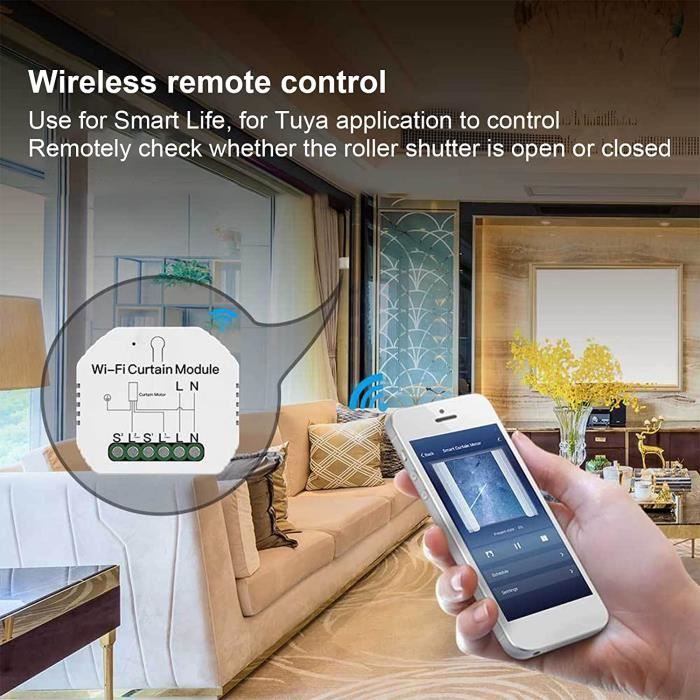 Wireless remote control
Use for Smart Life, for Tuya application to control
Remotely check whether the roller shutter is open or closed
Wi-Fi Curtain Module
L N
Curtain Motor
S² L² S¹ L¹ L N
Back
Smart Curtain Motor
Schedule
Settings